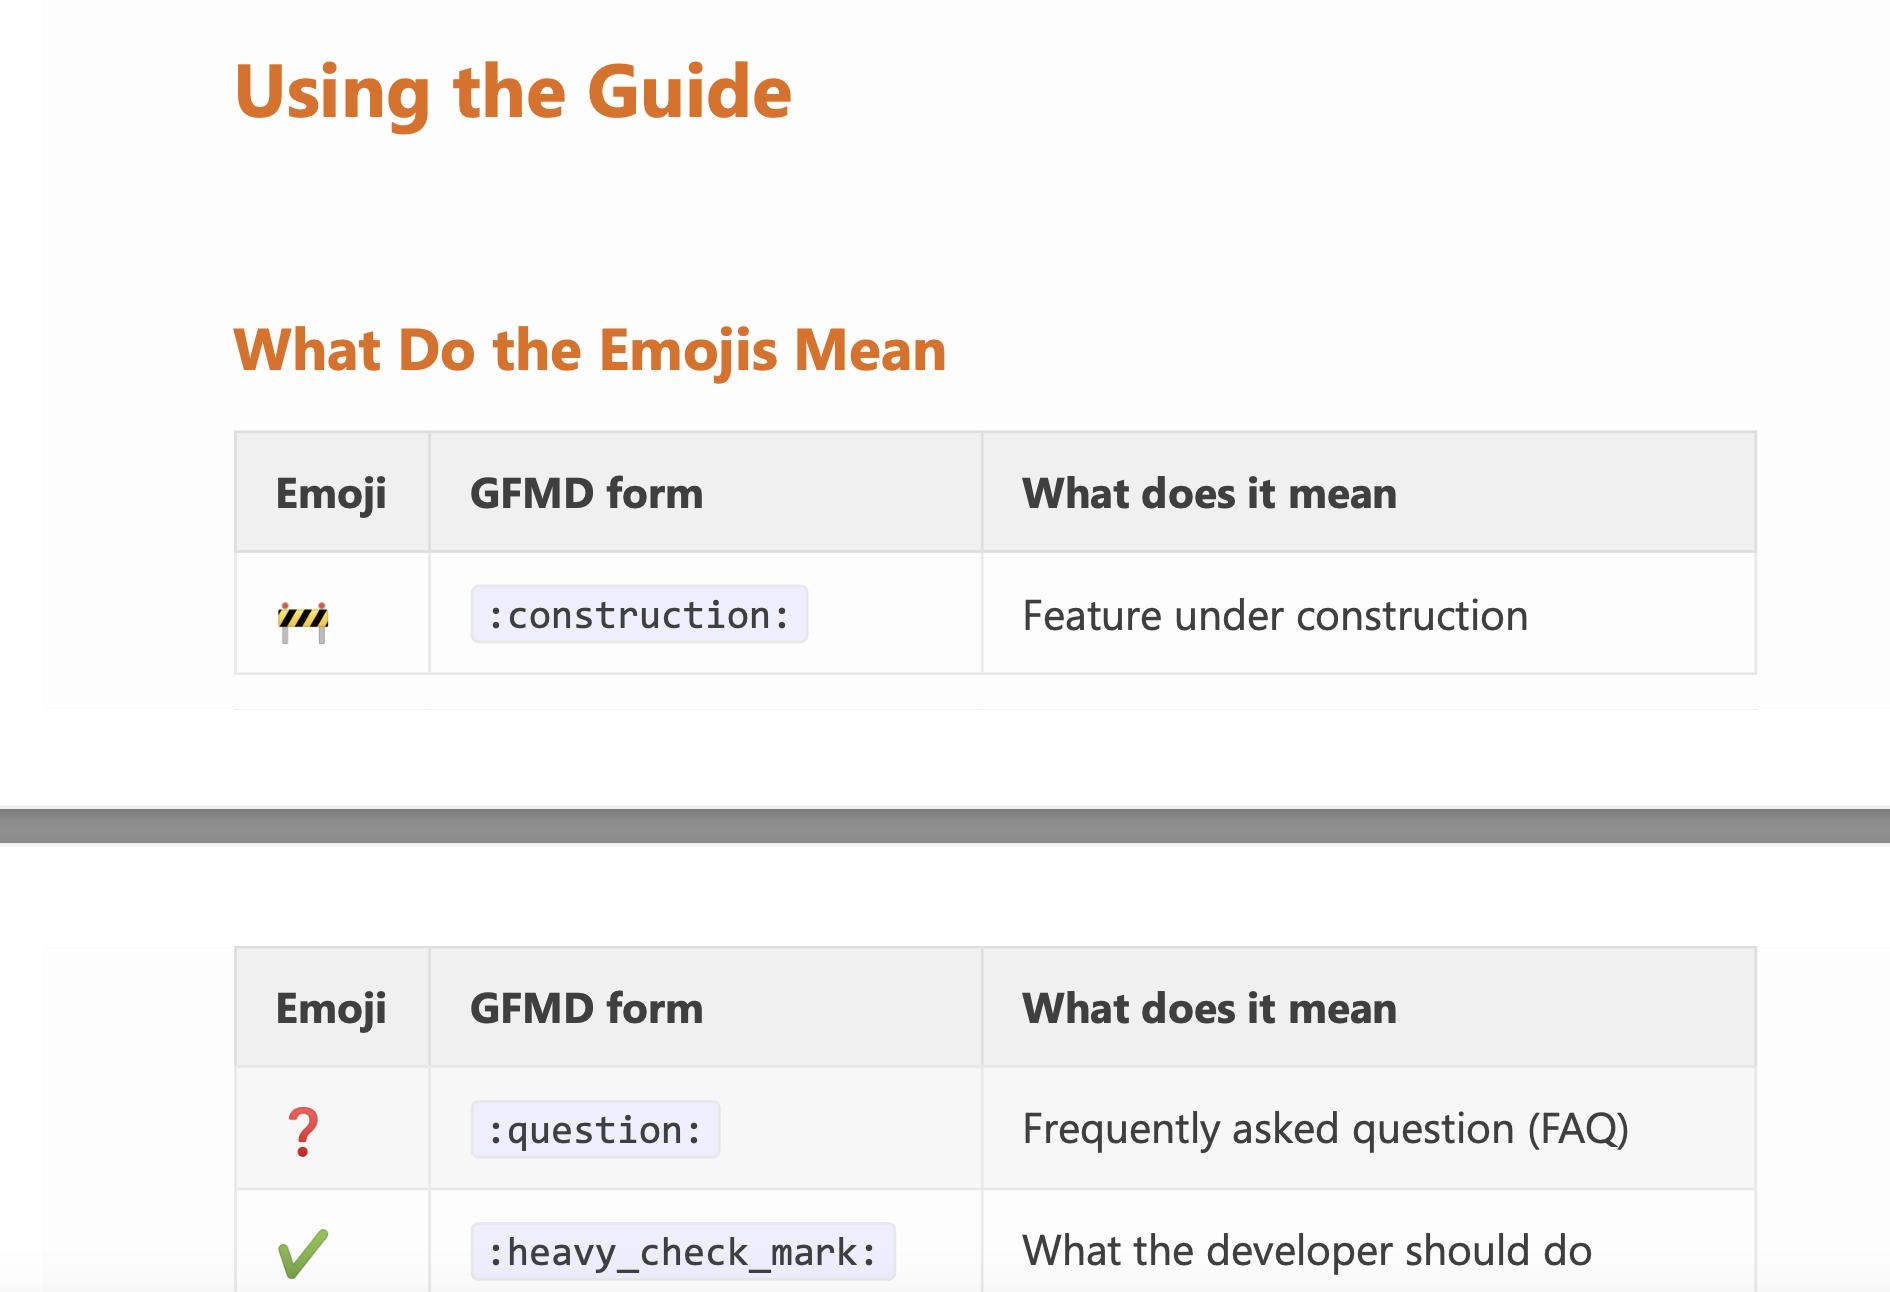 Using the Guide
What Do the Emojis Mean
Emoji GFMD form What does it mean
🚧 :construction: Feature under construction
Emoji GFMD form What does it mean
❓ :question: Frequently asked question (FAQ)
✔️ :heavy_check_mark: What the developer should do